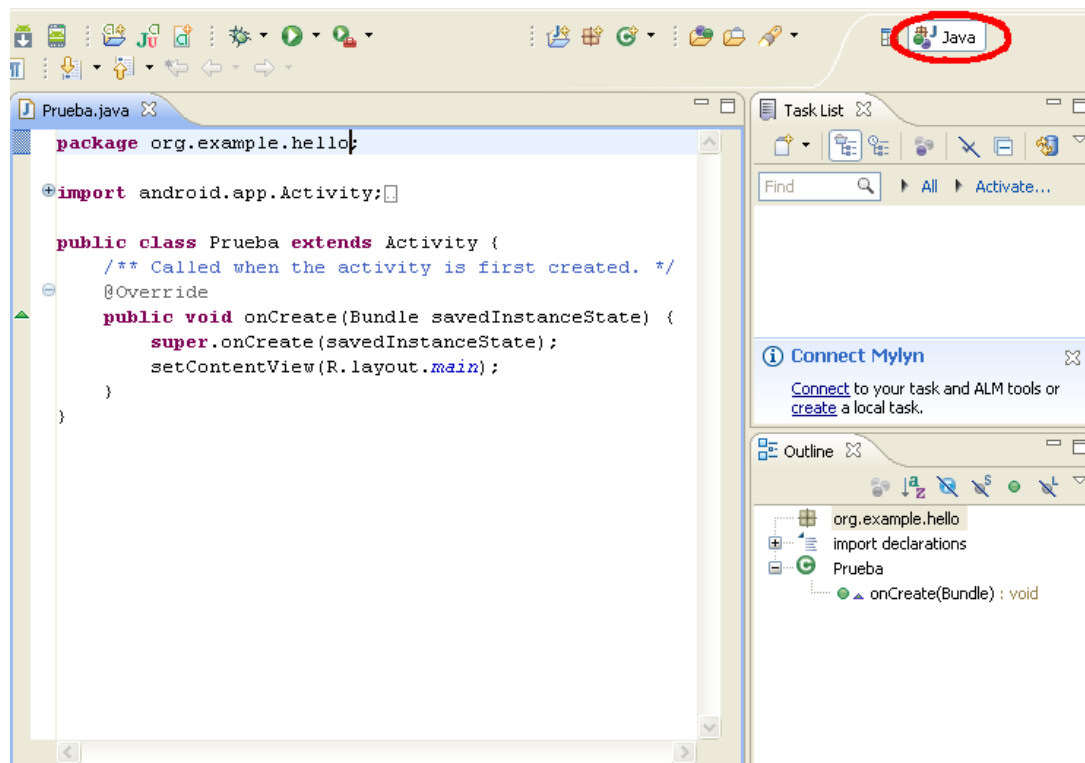 Java
Prueba.java
package org.example.hello;
import android.app.Activity;
public class Prueba extends Activity {
/** Called when the activity is first created. */
@Override
public void onCreate(Bundle savedInstanceState) {
super.onCreate(savedInstanceState);
setContentView(R.layout.main);
}
}
Task List
Find
All
Activate...
Connect Mylyn
Connect to your task and ALM tools or
create a local task.
Outline
org.example.hello
import declarations
Prueba
onCreate(Bundle) : void